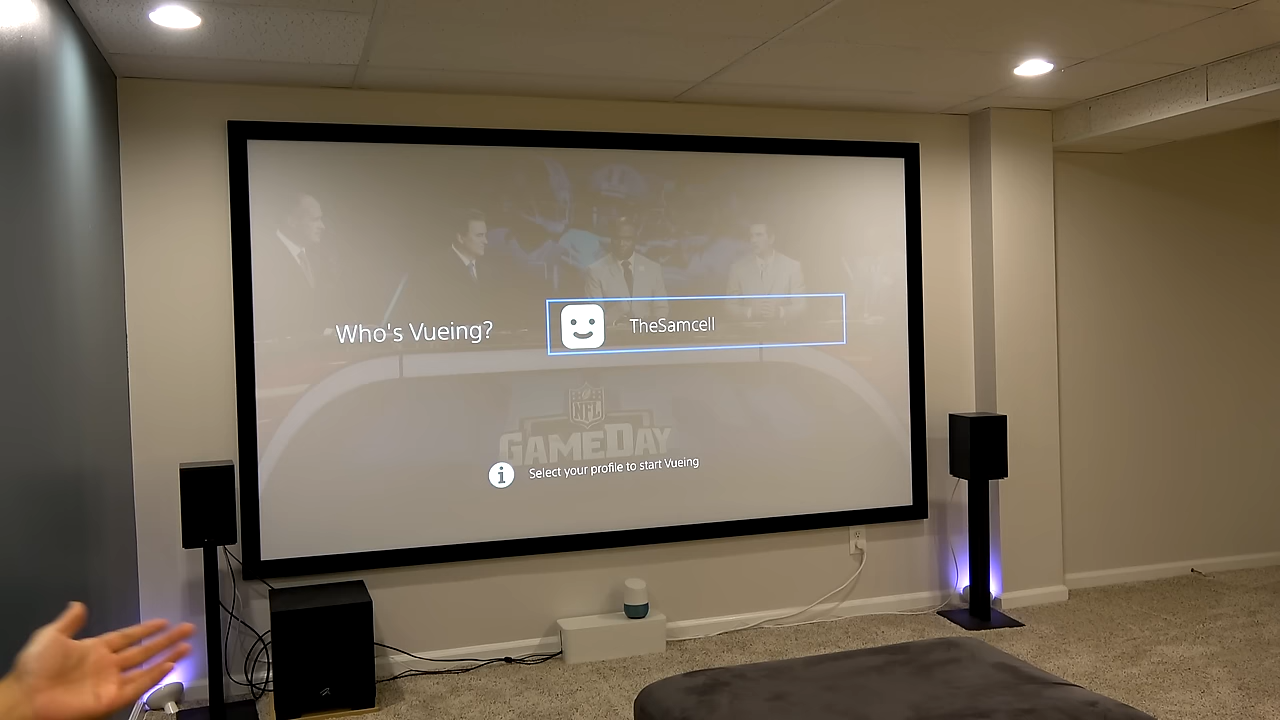 Who's Vueing?
TheSamcell
NFL
GAMEDAY
i Select your profile to start Vueing